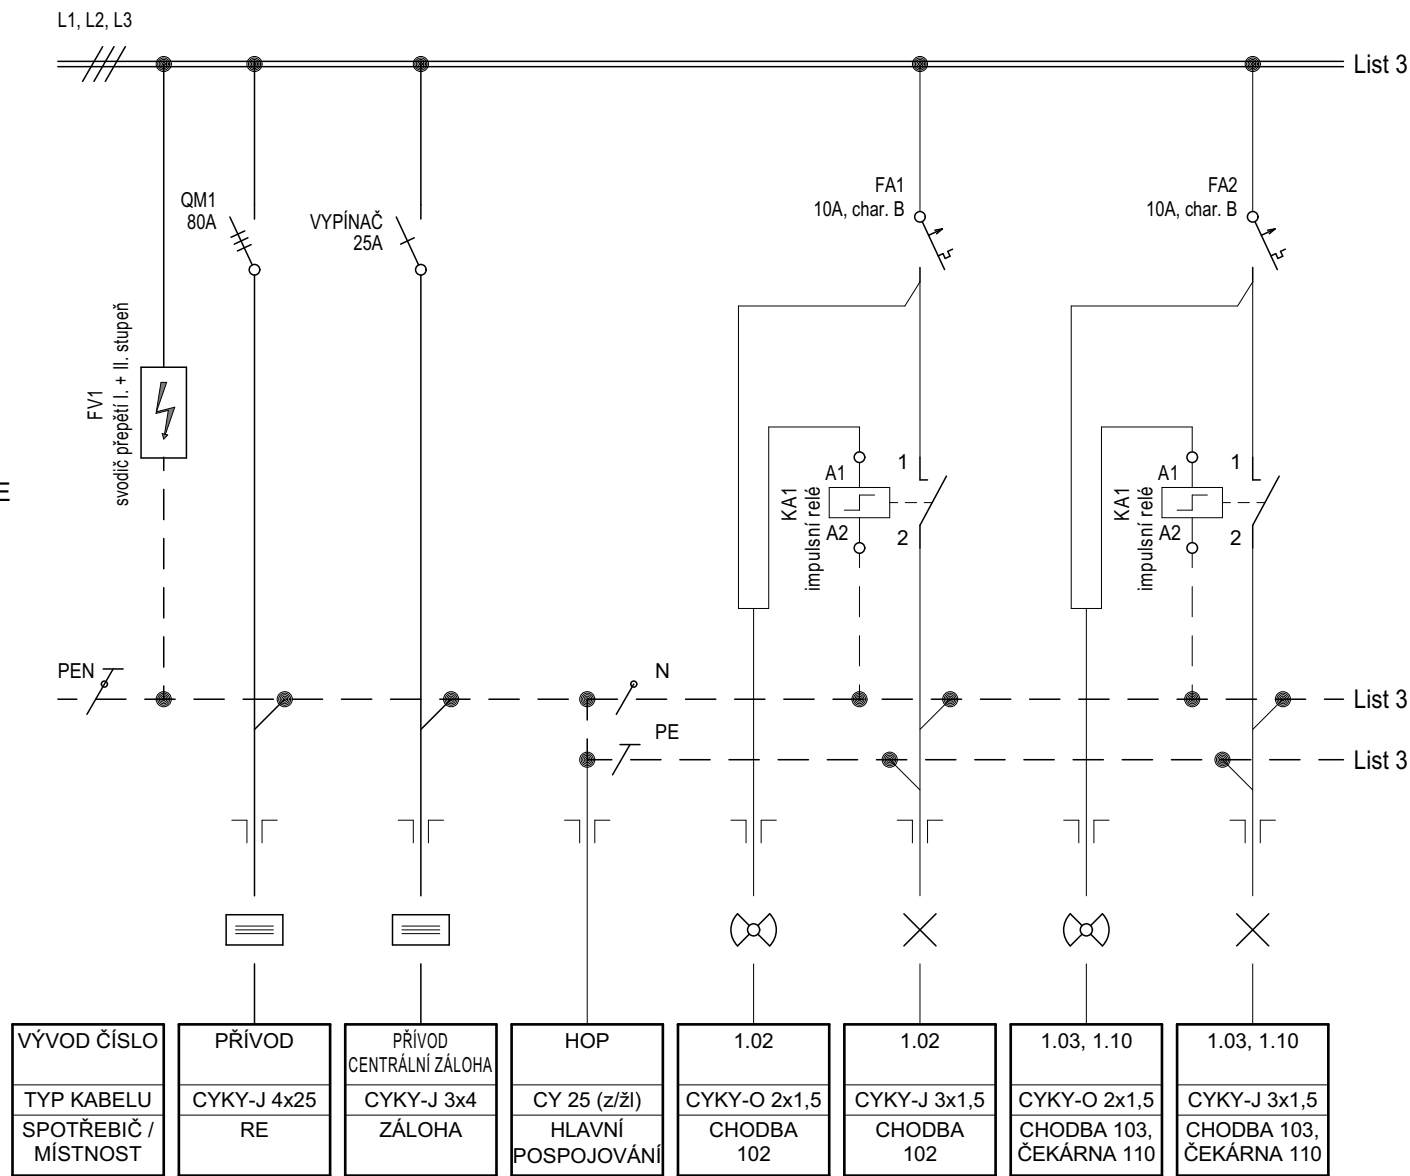 L1, L2, L3
List 3
QM1
80A
VYPÍNAČ
25A
FA1
10A, char. B
FA2
10A, char. B
FV1
svodič přepětí I. + II. stupeň
E
KA1
impulsní relé
A1
A2
1
2
KA1
impulsní relé
A1
A2
1
2
PEN
N
List 3
PE
List 3
VÝVOD ČÍSLO
PŘÍVOD
PŘÍVOD
CENTRÁLNÍ ZÁLOHA
HOP
1.02
1.02
1.03, 1.10
1.03, 1.10
TYP KABELU
CYKY-J 4x25
CYKY-J 3x4
CY 25 (z/žl)
CYKY-O 2x1,5
CYKY-J 3x1,5
CYKY-O 2x1,5
CYKY-J 3x1,5
SPOTŘEBIČ /
MÍSTNOST
RE
ZÁLOHA
HLAVNÍ
POSPOJOVÁNÍ
CHODBA
102
CHODBA
102
CHODBA 103,
ČEKÁRNA 110
CHODBA 103,
ČEKÁRNA 110